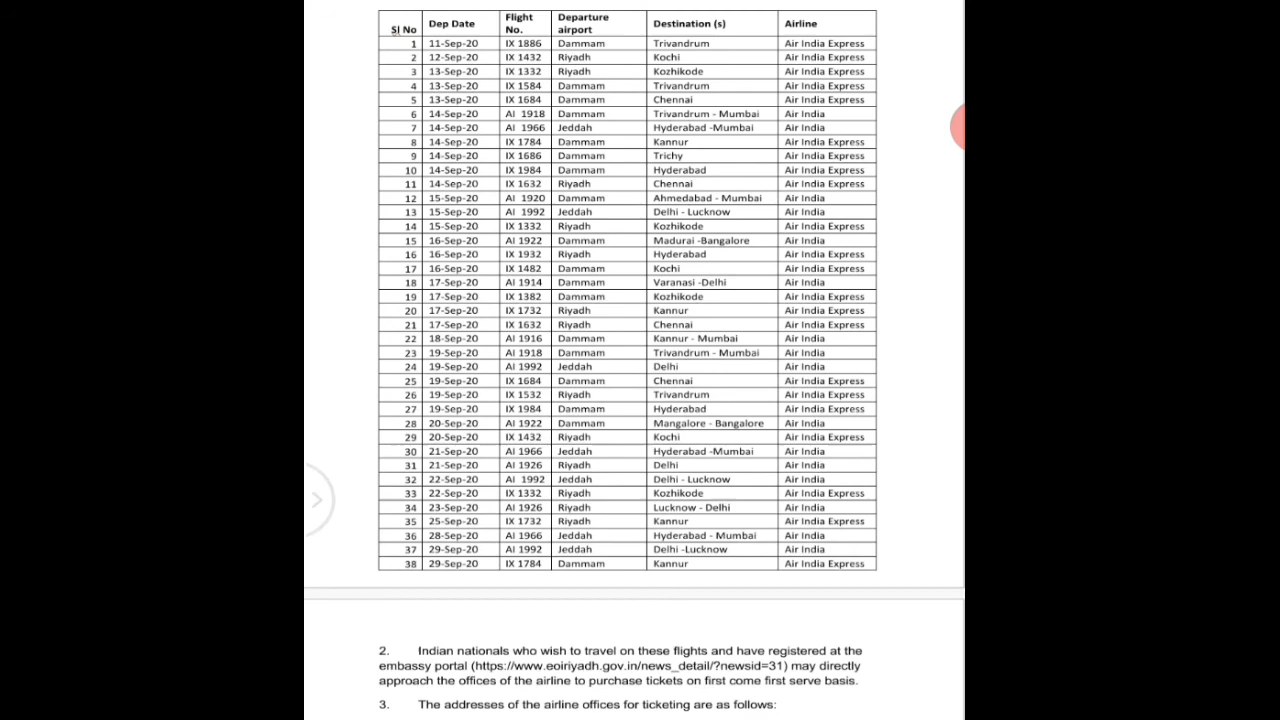 Sl No Dep Date Flight No. Departure airport Destination (s) Airline
1 11-Sep-20 IX 1886 Dammam Trivandrum Air India Express
2 12-Sep-20 IX 1432 Riyadh Kochi Air India Express
3 13-Sep-20 IX 1332 Riyadh Kozhikode Air India Express
4 13-Sep-20 IX 1584 Dammam Trivandrum Air India Express
5 13-Sep-20 IX 1684 Dammam Chennai Air India Express
6 14-Sep-20 AI 1918 Dammam Trivandrum - Mumbai Air India
7 14-Sep-20 AI 1966 Jeddah Hyderabad -Mumbai Air India
8 14-Sep-20 IX 1784 Dammam Kannur Air India Express
9 14-Sep-20 IX 1686 Dammam Trichy Air India Express
10 14-Sep-20 IX 1984 Dammam Hyderabad Air India Express
11 14-Sep-20 IX 1632 Riyadh Chennai Air India Express
12 15-Sep-20 AI 1920 Dammam Ahmedabad - Mumbai Air India
13 15-Sep-20 AI 1992 Jeddah Delhi - Lucknow Air India
14 15-Sep-20 IX 1332 Riyadh Kozhikode Air India Express
15 16-Sep-20 AI 1922 Dammam Madurai -Bangalore Air India
16 16-Sep-20 IX 1932 Riyadh Hyderabad Air India Express
17 16-Sep-20 IX 1482 Dammam Kochi Air India Express
18 17-Sep-20 AI 1914 Dammam Varanasi -Delhi Air India
19 17-Sep-20 IX 1382 Dammam Kozhikode Air India Express
20 17-Sep-20 IX 1732 Riyadh Kannur Air India Express
21 17-Sep-20 IX 1632 Riyadh Chennai Air India Express
22 18-Sep-20 AI 1916 Dammam Kannur - Mumbai Air India
23 19-Sep-20 AI 1918 Dammam Trivandrum - Mumbai Air India
24 19-Sep-20 AI 1992 Jeddah Delhi Air India
25 19-Sep-20 IX 1684 Dammam Chennai Air India Express
26 19-Sep-20 IX 1532 Riyadh Trivandrum Air India Express
27 19-Sep-20 IX 1984 Dammam Hyderabad Air India Express
28 20-Sep-20 AI 1922 Dammam Mangalore - Bangalore Air India
29 20-Sep-20 IX 1432 Riyadh Kochi Air India Express
30 21-Sep-20 AI 1966 Jeddah Hyderabad -Mumbai Air India
31 21-Sep-20 AI 1926 Riyadh Delhi Air India
32 22-Sep-20 AI 1992 Jeddah Delhi - Lucknow Air India
33 22-Sep-20 IX 1332 Riyadh Kozhikode Air India Express
34 23-Sep-20 AI 1926 Riyadh Lucknow - Delhi Air India
35 25-Sep-20 IX 1732 Riyadh Kannur Air India Express
36 28-Sep-20 AI 1966 Jeddah Hyderabad - Mumbai Air India
37 29-Sep-20 AI 1992 Jeddah Delhi -Lucknow Air India
38 29-Sep-20 IX 1784 Dammam Kannur Air India Express
2. Indian nationals who wish to travel on these flights and have registered at the
embassy portal (https://www.eoiriyadh.gov.in/news_detail/?newsid=31) may directly
approach the offices of the airline to purchase tickets on first come first serve basis.
3. The addresses of the airline offices for ticketing are as follows: